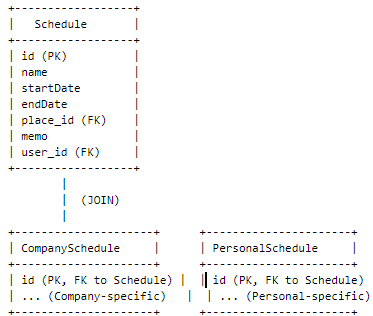 Schedule
id (PK)
name
startDate
endDate
place_id (FK)
memo
user_id (FK)
(JOIN)
CompanySchedule
PersonalSchedule
id (PK, FK to Schedule)
id (PK, FK to Schedule)
... (Company-specific)
... (Personal-specific)